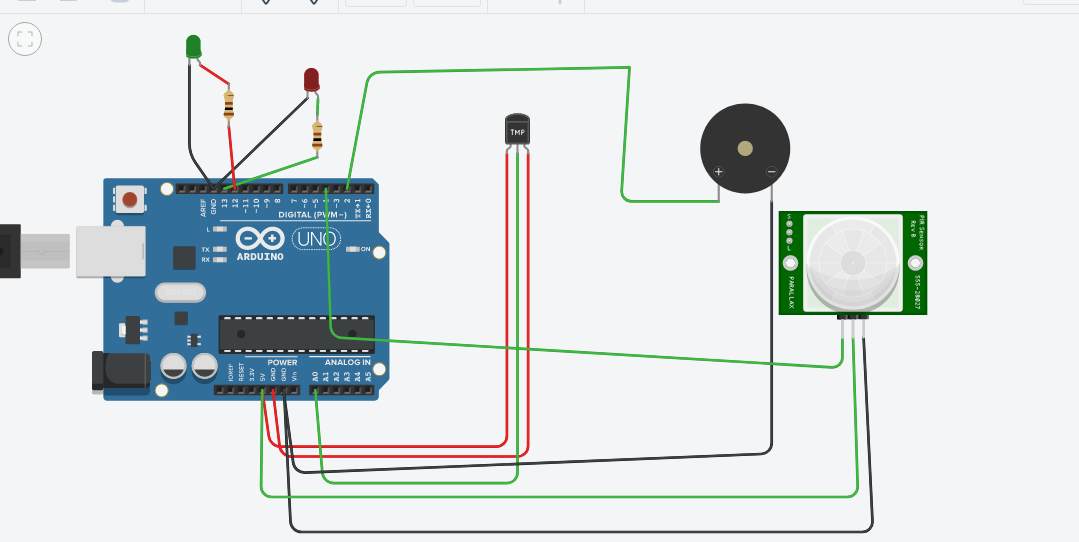 TMP
+
−
AREF
GND
13
12
~11
~10
~9
8
7
~6
~5
4
~3
2
TX→1
RX←0
DIGITAL (PWM~)
L
TX
RX
ARDUINO
UNO
ON
PIR Sensor
Rev B
555-28027
PARALLAX
POWER
ANALOG IN
IOREF
RESET
3.3V
5V
GND
GND
Vin
A0
A1
A2
A3
A4
A5